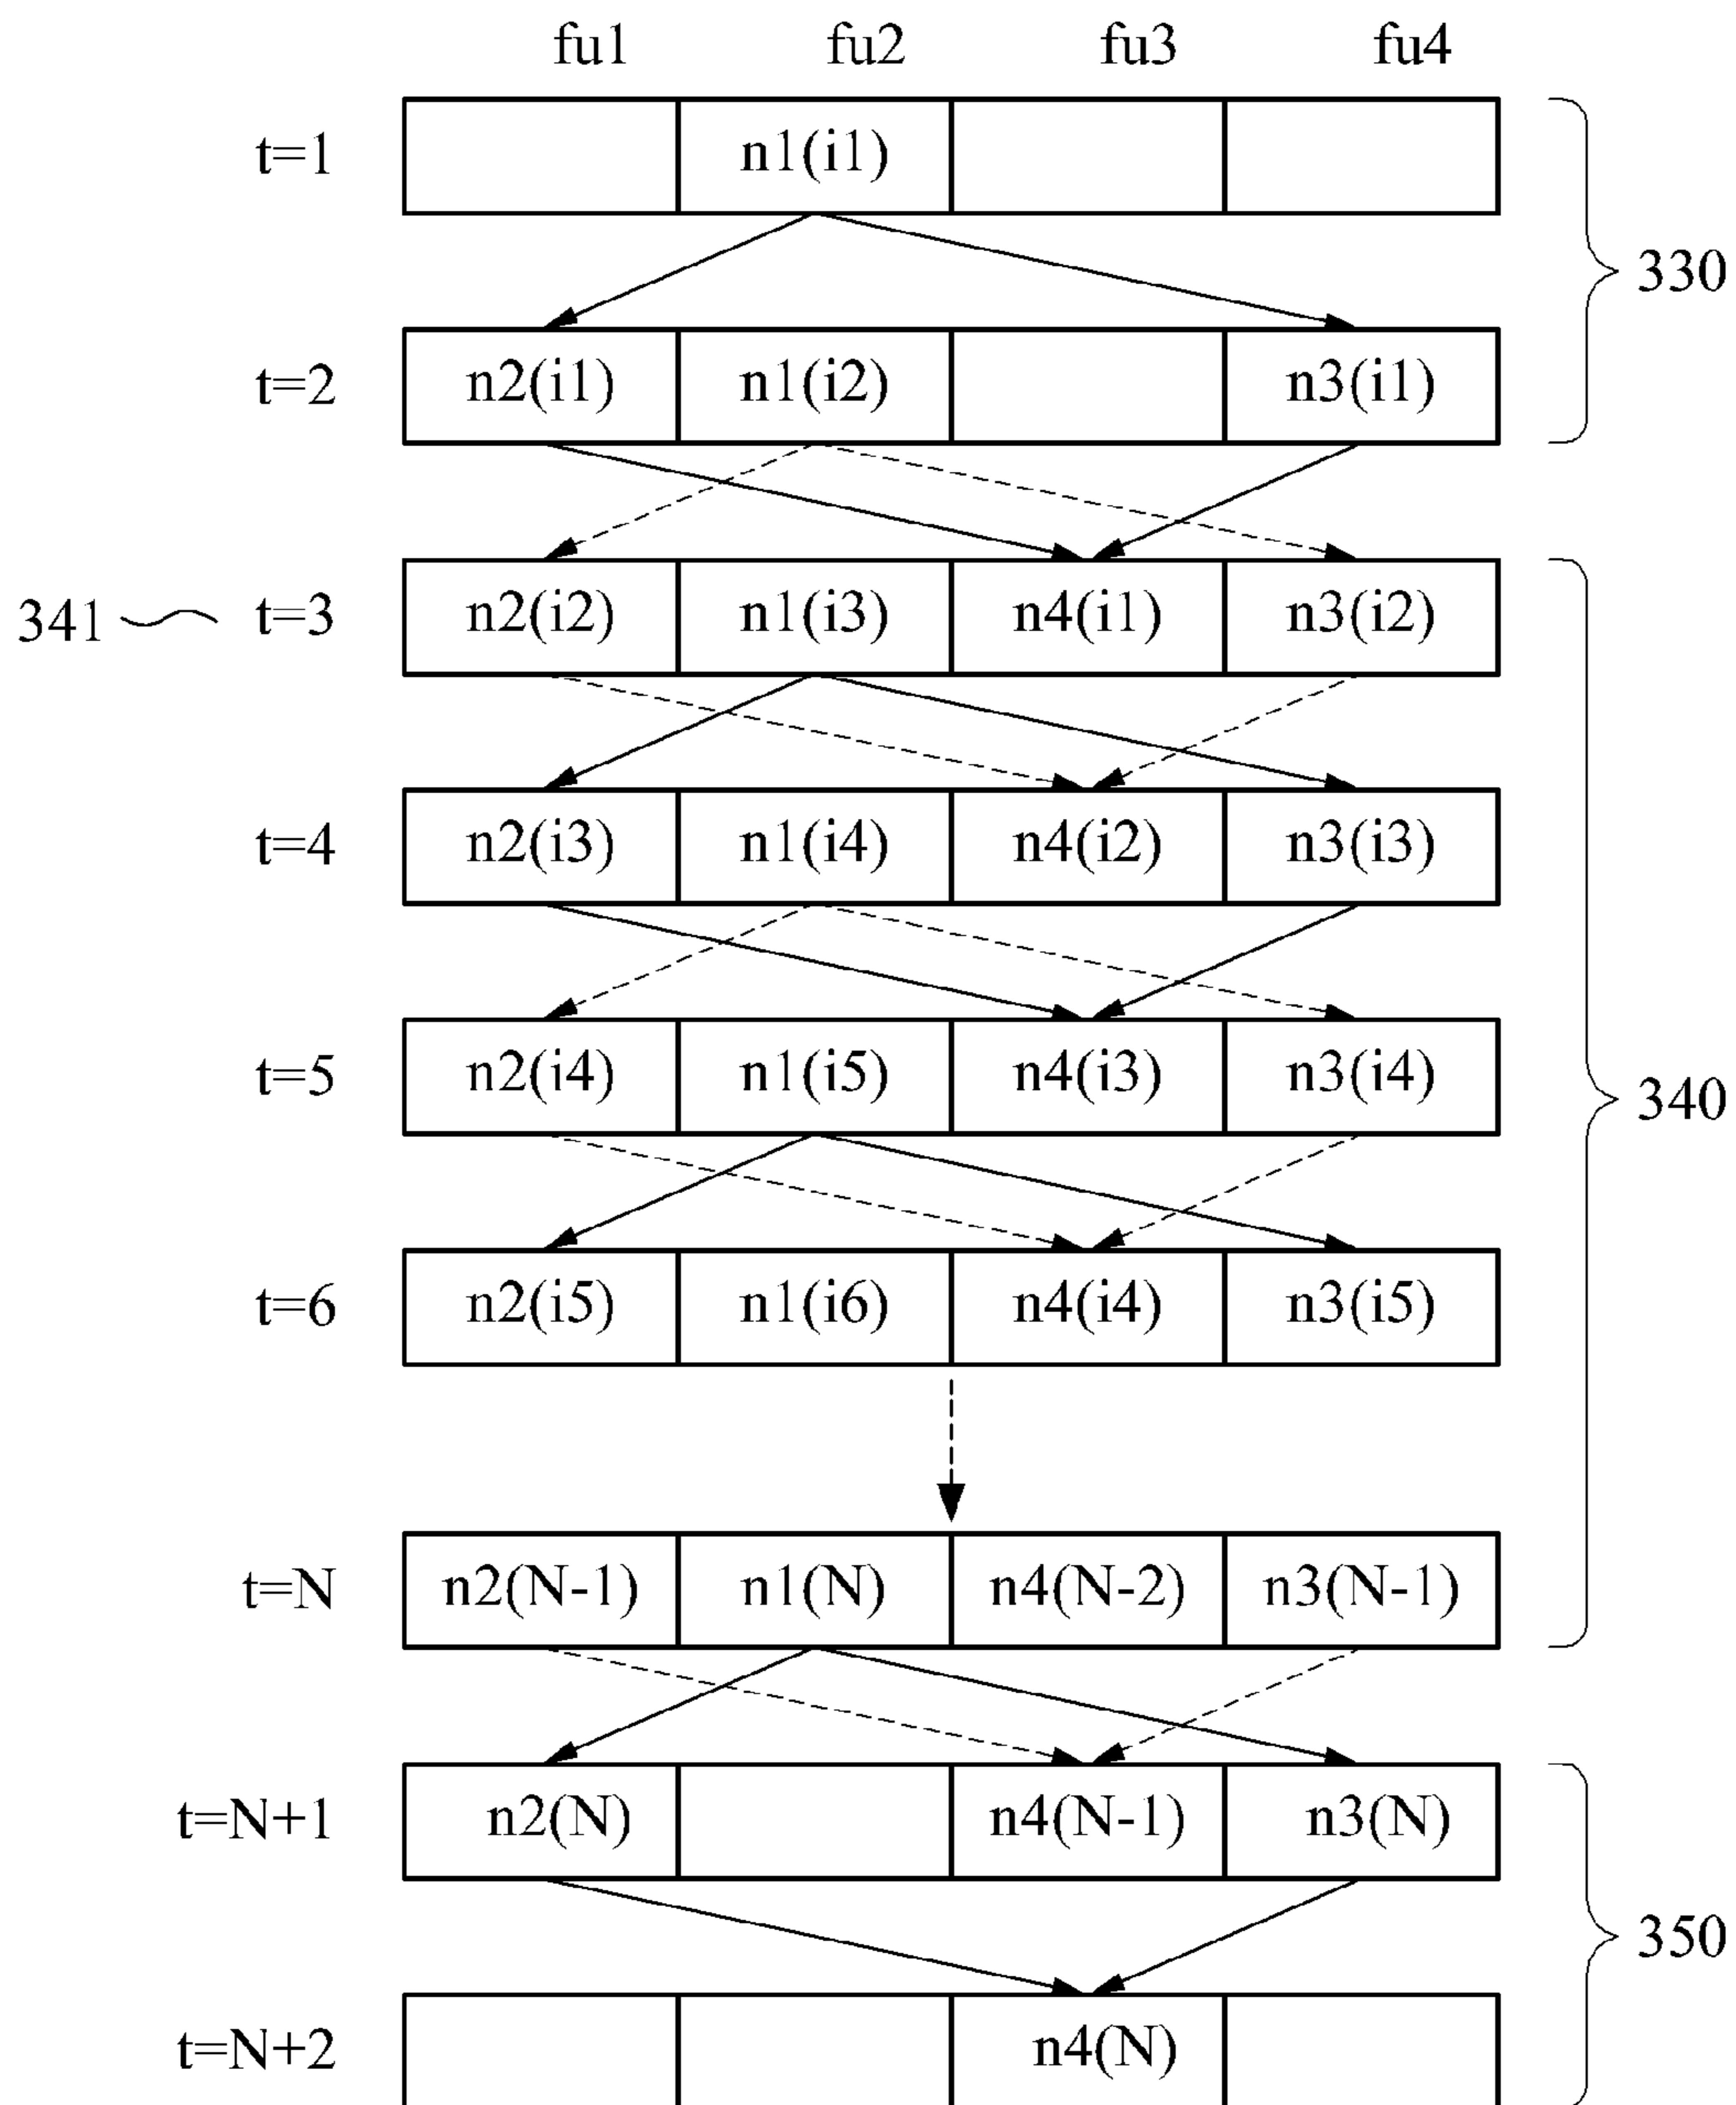 fu1 fu2 fu3 fu4
t=1 n1(i1)
330
t=2 n2(i1) n1(i2) n3(i1)
341 t=3 n2(i2) n1(i3) n4(i1) n3(i2)
t=4 n2(i3) n1(i4) n4(i2) n3(i3)
t=5 n2(i4) n1(i5) n4(i3) n3(i4)
340
t=6 n2(i5) n1(i6) n4(i4) n3(i5)
t=N n2(N-1) n1(N) n4(N-2) n3(N-1)
t=N+1 n2(N) n4(N-1) n3(N)
350
t=N+2 n4(N)